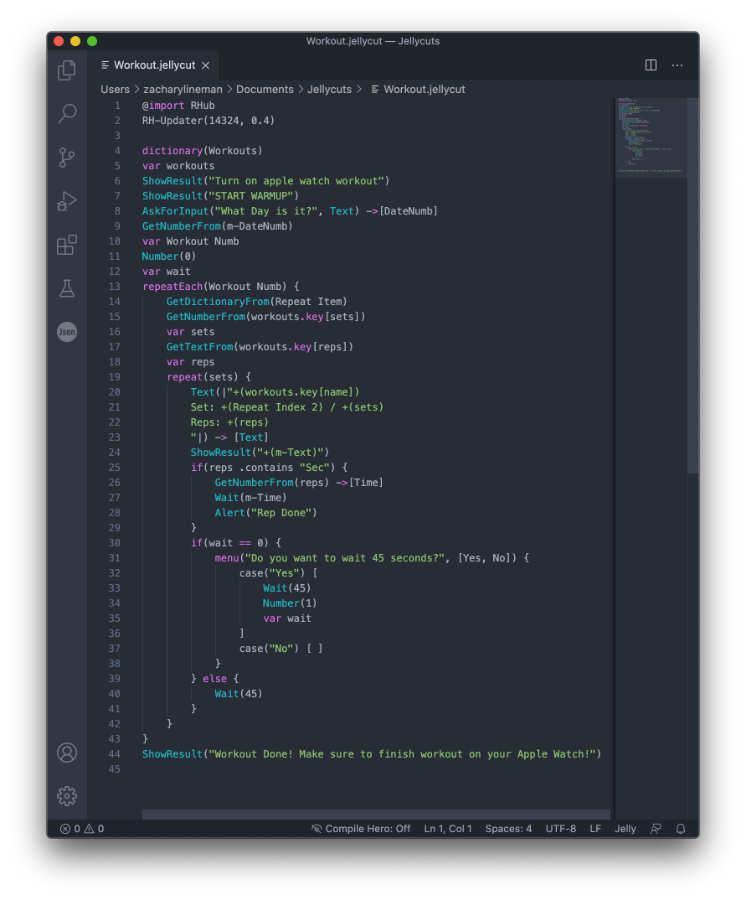 Workout.jellycut — Jellycuts
Workout.jellycut ×
Users > zacharylineman > Documents > Jellycuts > Workout.jellycut
1 @import RHub
2 RH-Updater(14324, 0.4)
3
4 dictionary(Workouts)
5 var workouts
6 ShowResult("Turn on apple watch workout")
7 ShowResult("START WARMUP")
8 AskForInput("What Day is it?", Text) ->[DateNumb]
9 GetNumberFrom(m-DateNumb)
10 var Workout Numb
11 Number(0)
12 var wait
13 repeatEach(Workout Numb) {
14     GetDictionaryFrom(Repeat Item)
15     GetNumberFrom(workouts.key[sets])
16     var sets
17     GetTextFrom(workouts.key[reps])
18     var reps
19     repeat(sets) {
20         Text(|"+(workouts.key[name])
21         Set: +(Repeat Index 2) / +(sets)
22         Reps: +(reps)
23         "|) -> [Text]
24         ShowResult("+(m-Text)")
25         if(reps .contains "Sec") {
26             GetNumberFrom(reps) ->[Time]
27             Wait(m-Time)
28             Alert("Rep Done")
29         }
30         if(wait == 0) {
31             menu("Do you want to wait 45 seconds?", [Yes, No]) {
32                 case("Yes") [
33                     Wait(45)
34                     Number(1)
35                     var wait
36                 ]
37                 case("No") [ ]
38             }
39         } else {
40             Wait(45)
41         }
42     }
43 }
44 ShowResult("Workout Done! Make sure to finish workout on your Apple Watch!")
45
Jsen
0 0 Compile Hero: Off Ln 1, Col 1 Spaces: 4 UTF-8 LF Jelly